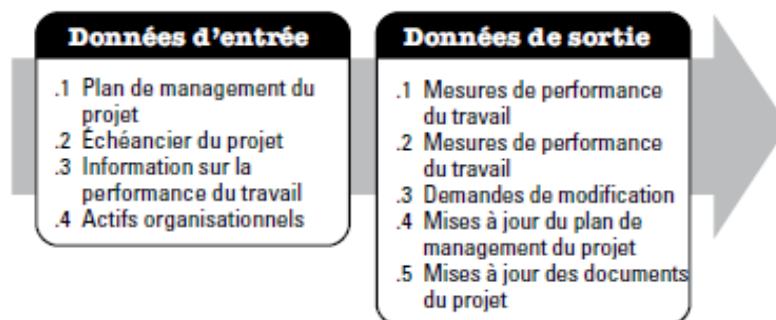 Données d'entrée
.1 Plan de management du
projet
.2 Échéancier du projet
.3 Information sur la
performance du travail
.4 Actifs organisationnels
Données de sortie
.1 Mesures de performance
du travail
.2 Mesures de performance
du travail
.3 Demandes de modification
.4 Mises à jour du plan de
management du projet
.5 Mises à jour des documents
du projet